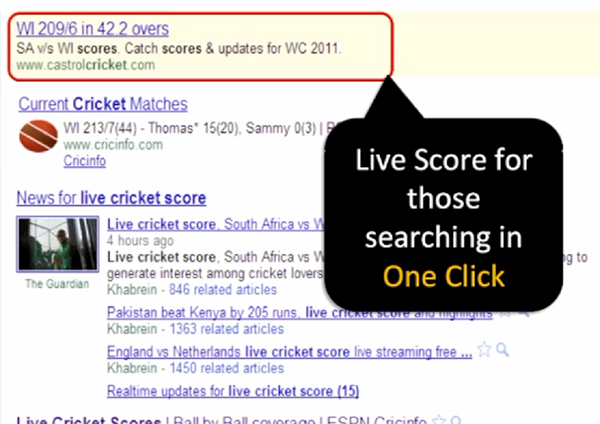 WI 209/6 in 42.2 overs
SA v/s WI scores. Catch scores & updates for WC 2011.
www.castrolcricket.com
Current Cricket Matches
WI 213/7(44) - Thomas* 15(20), Sammy 0(3) |
www.cricinfo.com
Cricinfo
Live Score for
those
searching in
One Click
News for live cricket score
Live cricket score, South Africa vs W
4 hours ago
Live cricket score, South Africa vs W
ng to
generate interest among cricket lovers
Khabrein - 846 related articles
The Guardian
Pakistan beat Kenya by 205 runs, live cricket score and highlights
Khabrein - 1363 related articles
England vs Netherlands live cricket score live streaming free ...
Khabrein - 1450 related articles
Realtime updates for live cricket score (15)
Live Cricket Scores | Ball by Ball coverage | ESPN Cricinfo